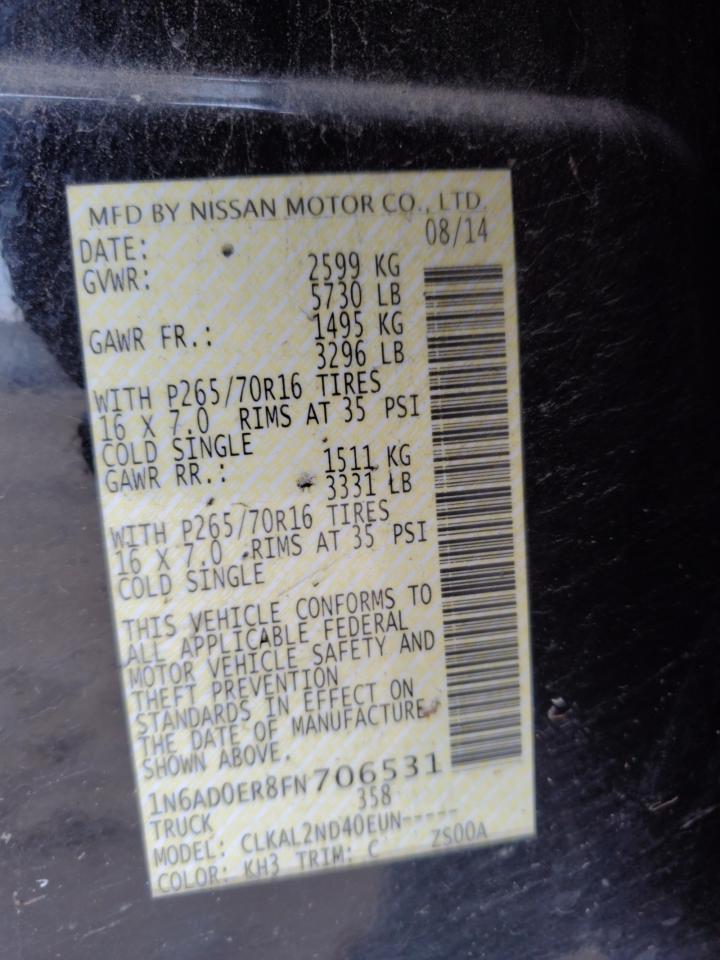 MFD BY NISSAN MOTOR CO., LTD.
DATE: 08/14
GVWR: 2599 KG
5730 LB
GAWR FR.: 1495 KG
3296 LB
WITH P265/70R16 TIRES
16 X 7.0 RIMS AT 35 PSI
COLD SINGLE
GAWR RR.: 1511 KG
3331 LB
WITH P265/70R16 TIRES
16 X 7.0 RIMS AT 35 PSI
COLD SINGLE
THIS VEHICLE CONFORMS TO
ALL APPLICABLE FEDERAL
MOTOR VEHICLE SAFETY AND
THEFT PREVENTION
STANDARDS IN EFFECT ON
THE DATE OF MANUFACTURE
SHOWN ABOVE.
1N6AD0ER8FN706531
TRUCK 358
MODEL: CLKAL2ND40EUN-----
COLOR: KH3 TRIM: C ZS00A